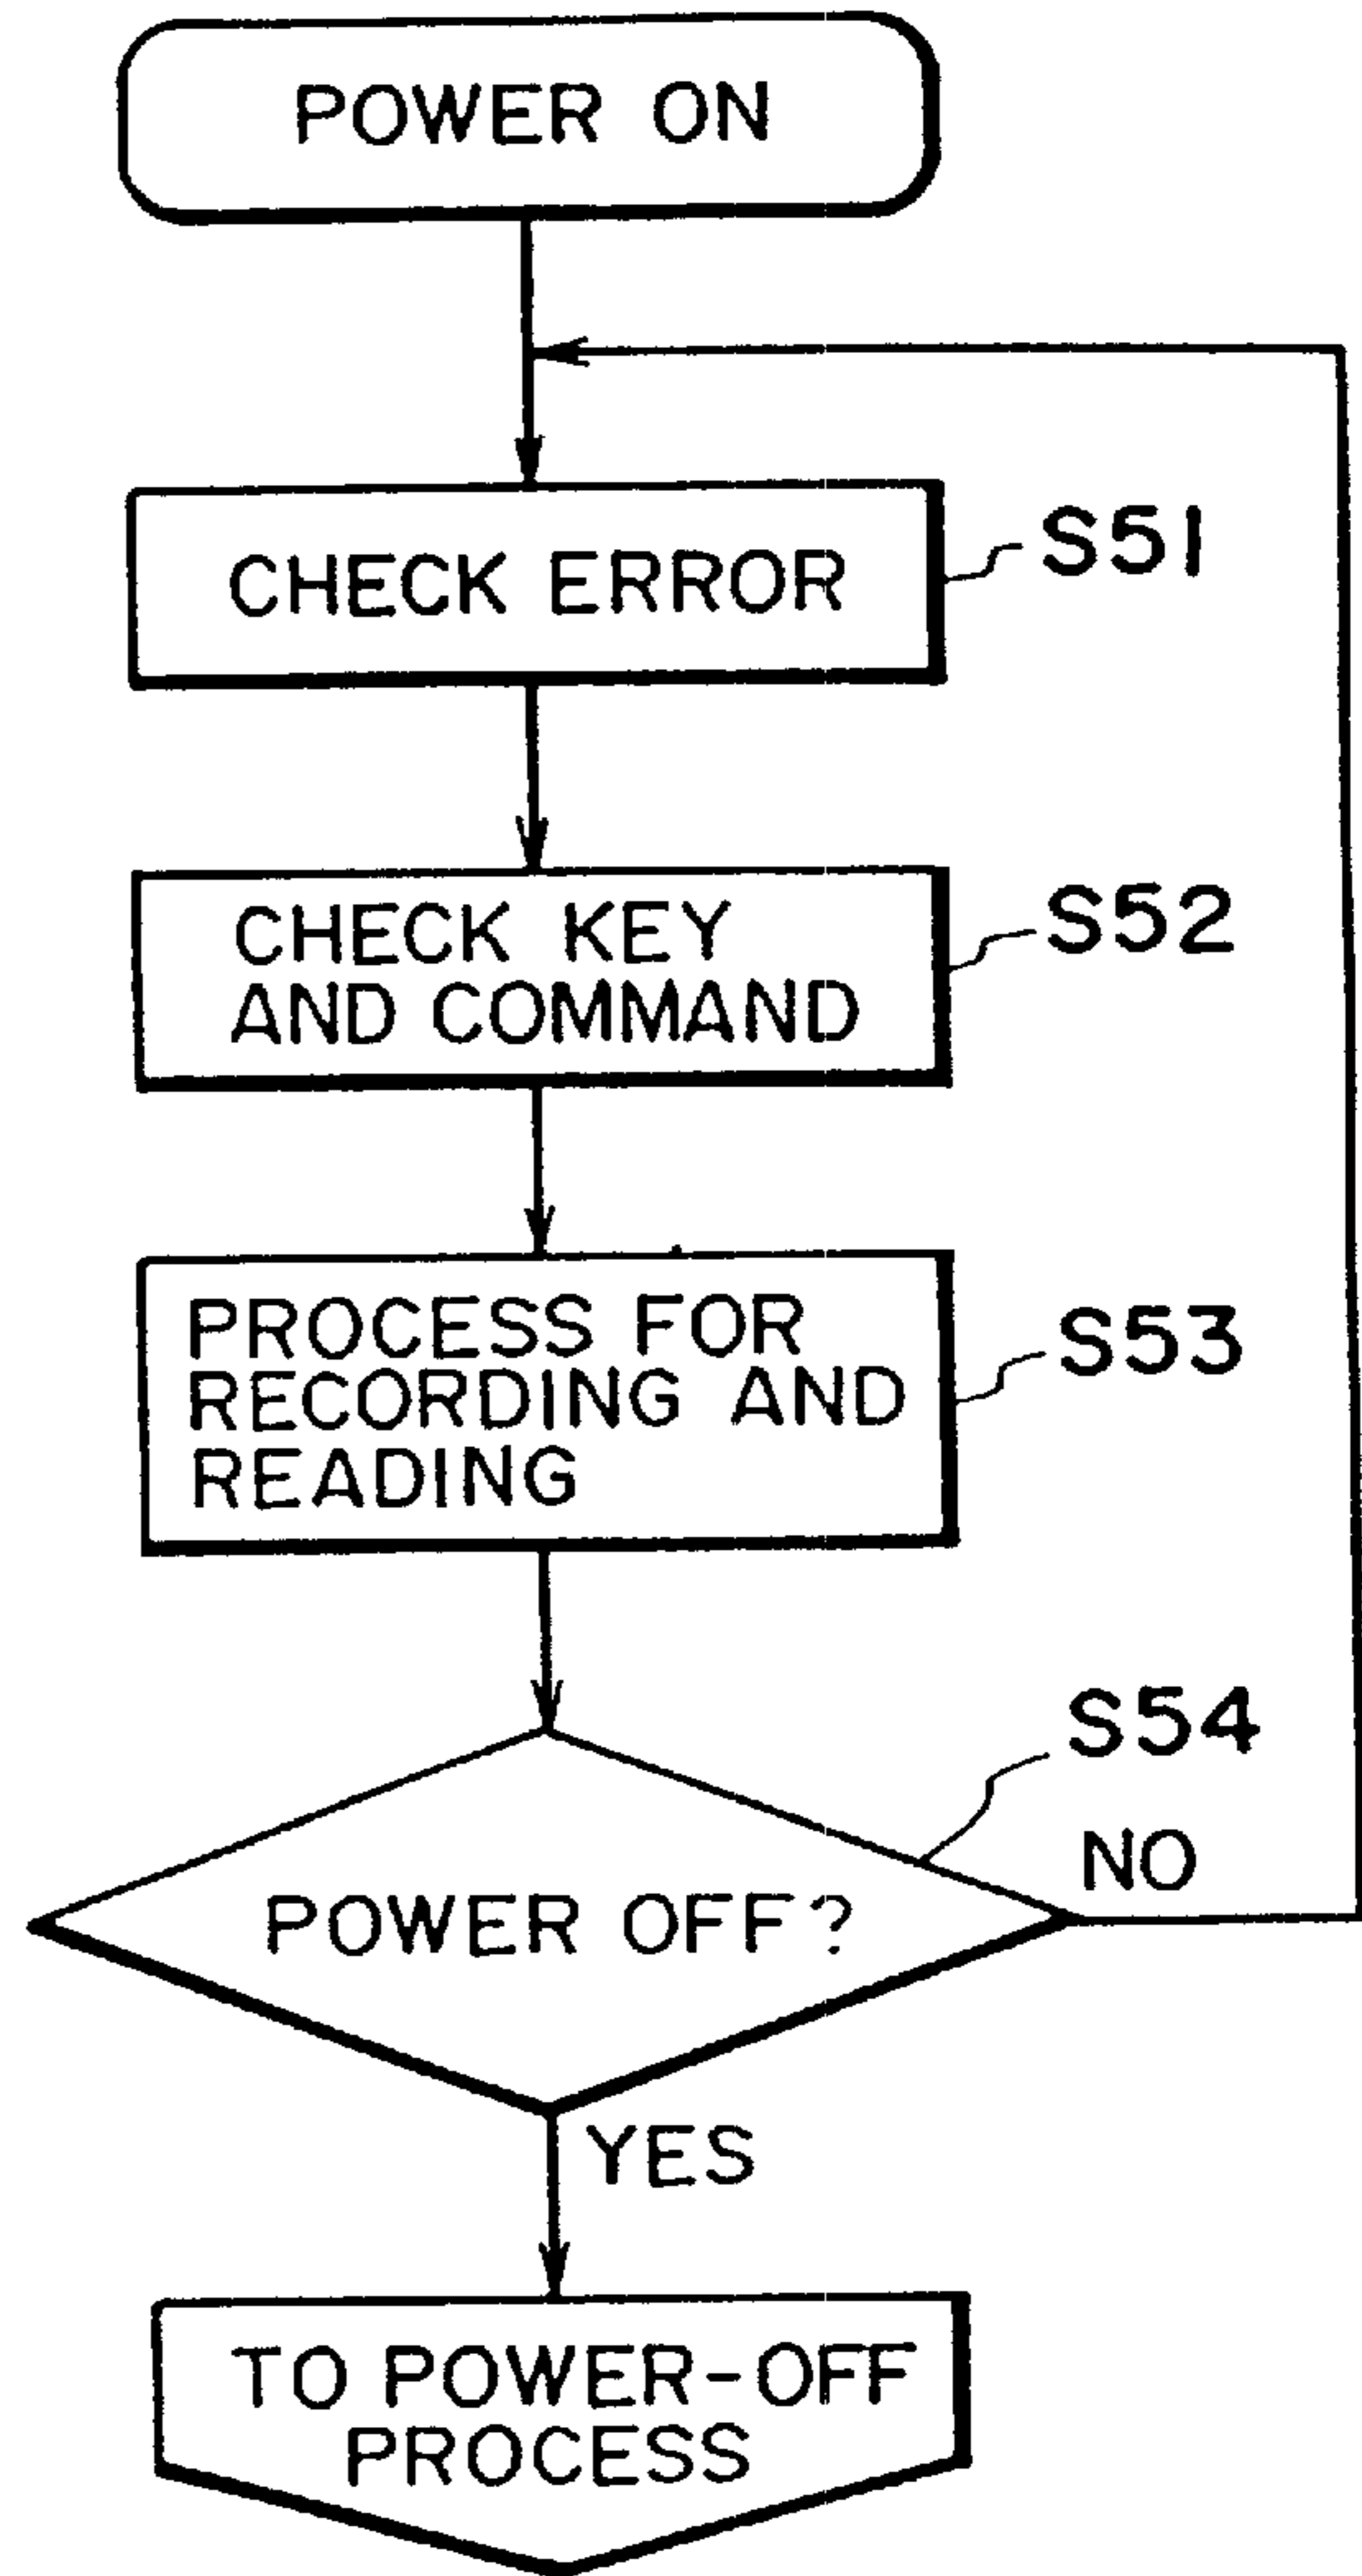 POWER ON
CHECK ERROR
S51
CHECK KEY
AND COMMAND
S52
PROCESS FOR
RECORDING AND
READING
S53
S54
POWER OFF?
NO
YES
TO POWER-OFF
PROCESS